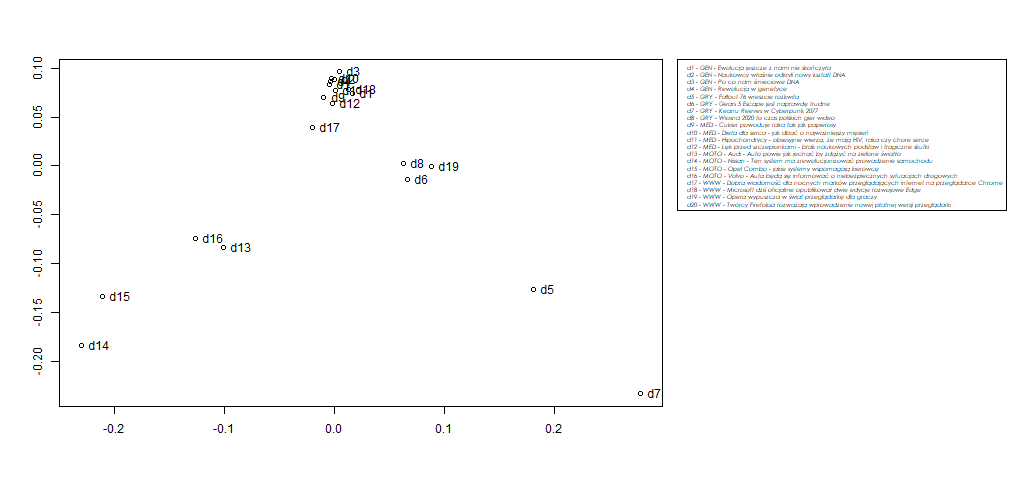 0.10
0.05
0.00
-0.05
-0.10
-0.15
-0.20
-0.2
-0.1
0.0
0.1
0.2
d3
d9
d12
d17
d8
d19
d6
d16
d13
d15
d5
d14
d7
d1 - GEN - Ewolucja jeszcze z nami nie skończyła
d2 - GEN - Naukowcy właśnie odkryli nowy kształt DNA
d3 - GEN - Po co nam śmieciowe DNA
d4 - GEN - Rewolucja w genetyce
d5 - GRY - Fallout 76 wreszcie rozkwita
d6 - GRY - Gears 5 Escape jest naprawdę trudne
d7 - GRY - Keanu Reeves w Cyberpunk 2077
d8 - GRY - Wiosna 2020 to czas polskich gier wideo
d9 - MED - Cukier powoduje raka tak jak papierosy
d10 - MED - Dieta dla serca - jak dbać o najważniejszy mięsień
d11 - MED - Hipochondrycy - obsesyjnie wierzą, że mają HIV, raka czy chore serce
d12 - MED - Lęk przed szczepionkami - brak naukowych podstaw i tragiczne skutki
d13 - MOTO - Audi - Auto powie jak jechać by zdążyć na zielone światło
d14 - MOTO - Nissan - Ten system ma zrewolucjonizować prowadzenie samochodu
d15 - MOTO - Opel Combo - jakie systemy wspomagają kierowcę
d16 - MOTO - Volvo - Auta będą się informować o niebezpiecznych sytuacjach drogowych
d17 - WWW - Dobra wiadomość dla nocnych marków przeglądających internet na przeglądarce Chrome
d18 - WWW - Microsoft dziś oficjalnie opublikował dwie edycje rozwojowe Edge
d19 - WWW - Opera wypuszcza w świat przeglądarkę dla graczy
d20 - WWW - Twórcy Firefoksa rozważają wprowadzenie nowej płatnej wersji przeglądarki